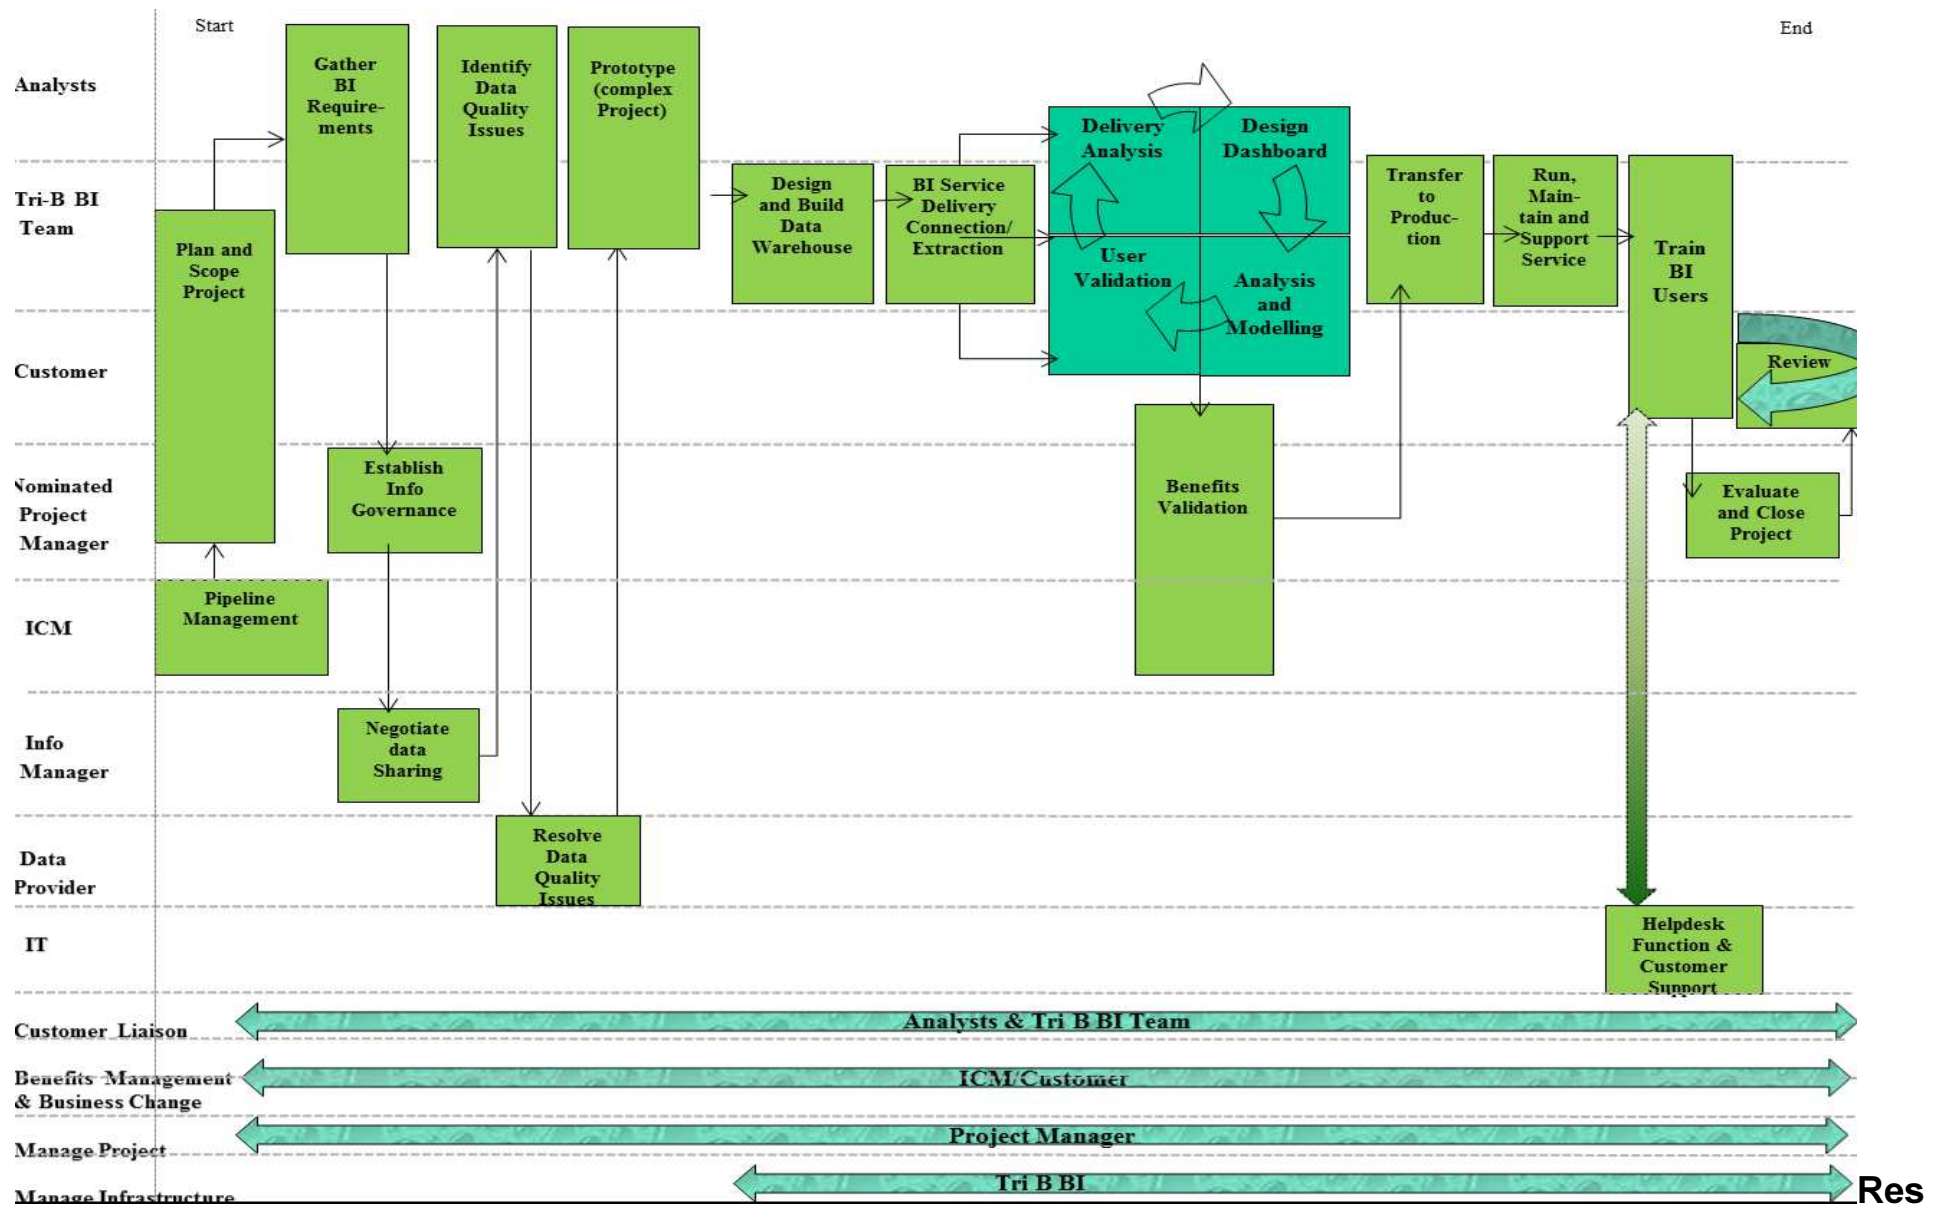 Start
End
Analysts
Gather
BI
Require-
ments
Identify
Data
Quality
Issues
Prototype
(complex
Project)
Delivery
Analysis
Design
Dashboard
User
Validation
Analysis
and
Modelling
Tri-B BI
Team
Plan and
Scope
Project
Design
and Build
Data
Warehouse
BI Service
Delivery
Connection/
Extraction
Transfer
to
Produc-
tion
Run,
Main-
tain and
Support
Service
Train
BI
Users
Customer
Review
Nominated
Project
Manager
Establish
Info
Governance
Benefits
Validation
Evaluate
and Close
Project
ICM
Pipeline
Management
Info
Manager
Negotiate
data
Sharing
Data
Provider
Resolve
Data
Quality
Issues
IT
Helpdesk
Function &
Customer
Support
Customer Liaison
Analysts & Tri B BI Team
Benefits Management
& Business Change
ICM/Customer
Manage Project
Project Manager
Manage Infrastructure
Tri B BI
Res